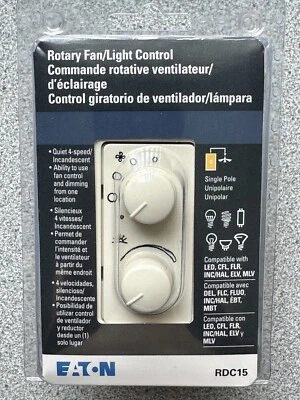 Rotary Fan/Light Control
Commande rotative ventilateur/
d'éclairage
Control giratorio de ventilador/lámpara
• Quiet 4-speed/
Incandescent
• Ability to use
fan control
and dimming
from one
location
• Silencieux
4 vitesses/
Incandescent
• Permet de
commander
l'intensité et
le ventilateur
à partir du
même endroit
• 4 velocidades,
silencioso/
Incandescente
• Posibilidad de
utilizar control
de ventilador
y reductor
desde un (1)
solo lugar
Single Pole
Unipolaire
Unipolar
Compatible with
LED, CFL, FLR,
INC/HAL, ELV, MLV
Compatible avec
DEL, FLC, FLUO,
INC/HAL, ÉBT,
MBT
Compatible con
LED, CFL, FLR,
INC/HAL, ELV y
MLV
EATON
RDC15